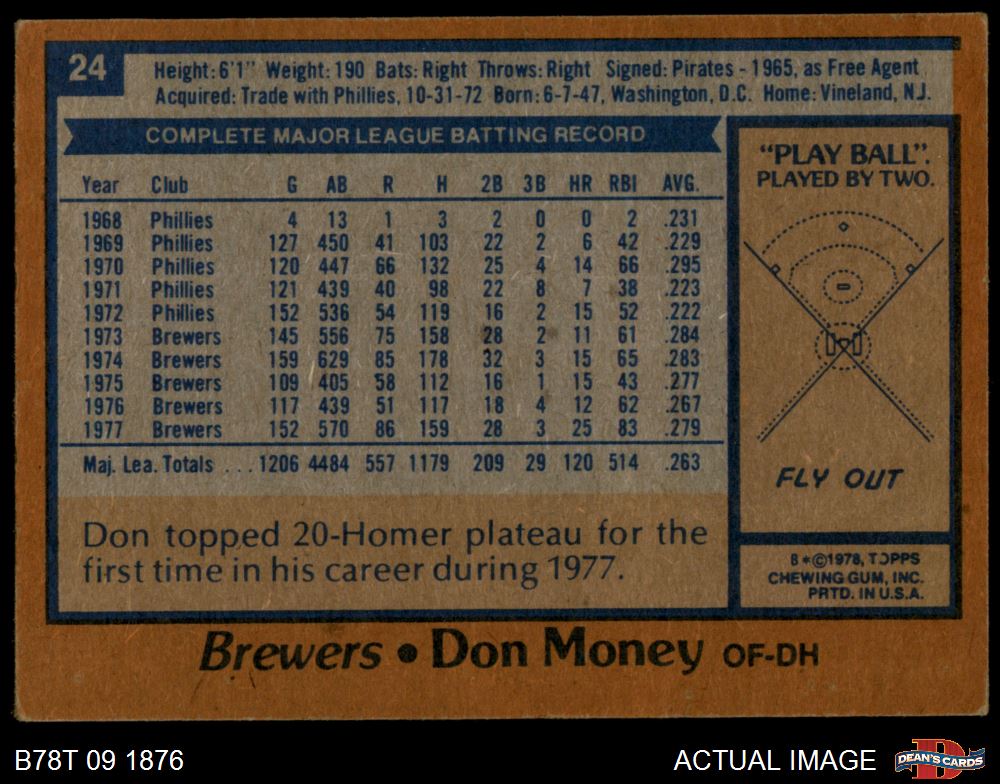 24
Height: 6'1" Weight: 190 Bats: Right Throws: Right Signed: Pirates - 1965, as Free Agent
Acquired: Trade with Phillies, 10-31-72 Born: 6-7-47, Washington, D.C. Home: Vineland, N.J.
COMPLETE MAJOR LEAGUE BATTING RECORD
Year Club G AB R H 2B 3B HR RBI AVG.
1968 Phillies 4 13 1 3 2 0 0 2 .231
1969 Phillies 127 450 41 103 22 2 6 42 .229
1970 Phillies 120 447 66 132 25 4 14 66 .295
1971 Phillies 121 439 40 98 22 8 7 38 .223
1972 Phillies 152 536 54 119 16 2 15 52 .222
1973 Brewers 145 556 75 158 28 2 11 61 .284
1974 Brewers 159 629 85 178 32 3 15 65 .283
1975 Brewers 109 405 58 112 16 1 15 43 .277
1976 Brewers 117 439 51 117 18 4 12 62 .267
1977 Brewers 152 570 86 159 28 3 25 83 .279
Maj. Lea. Totals ... 1206 4484 557 1179 209 29 120 514 .263
Don topped 20-Homer plateau for the
first time in his career during 1977.
"PLAY BALL".
PLAYED BY TWO.
FLY OUT
B*©1978, TOPPS
CHEWING GUM, INC.
PRTD. IN U.S.A.
Brewers • Don Money OF-DH
B78T 09 1876
ACTUAL IMAGE
D
DEAN'S CARDS